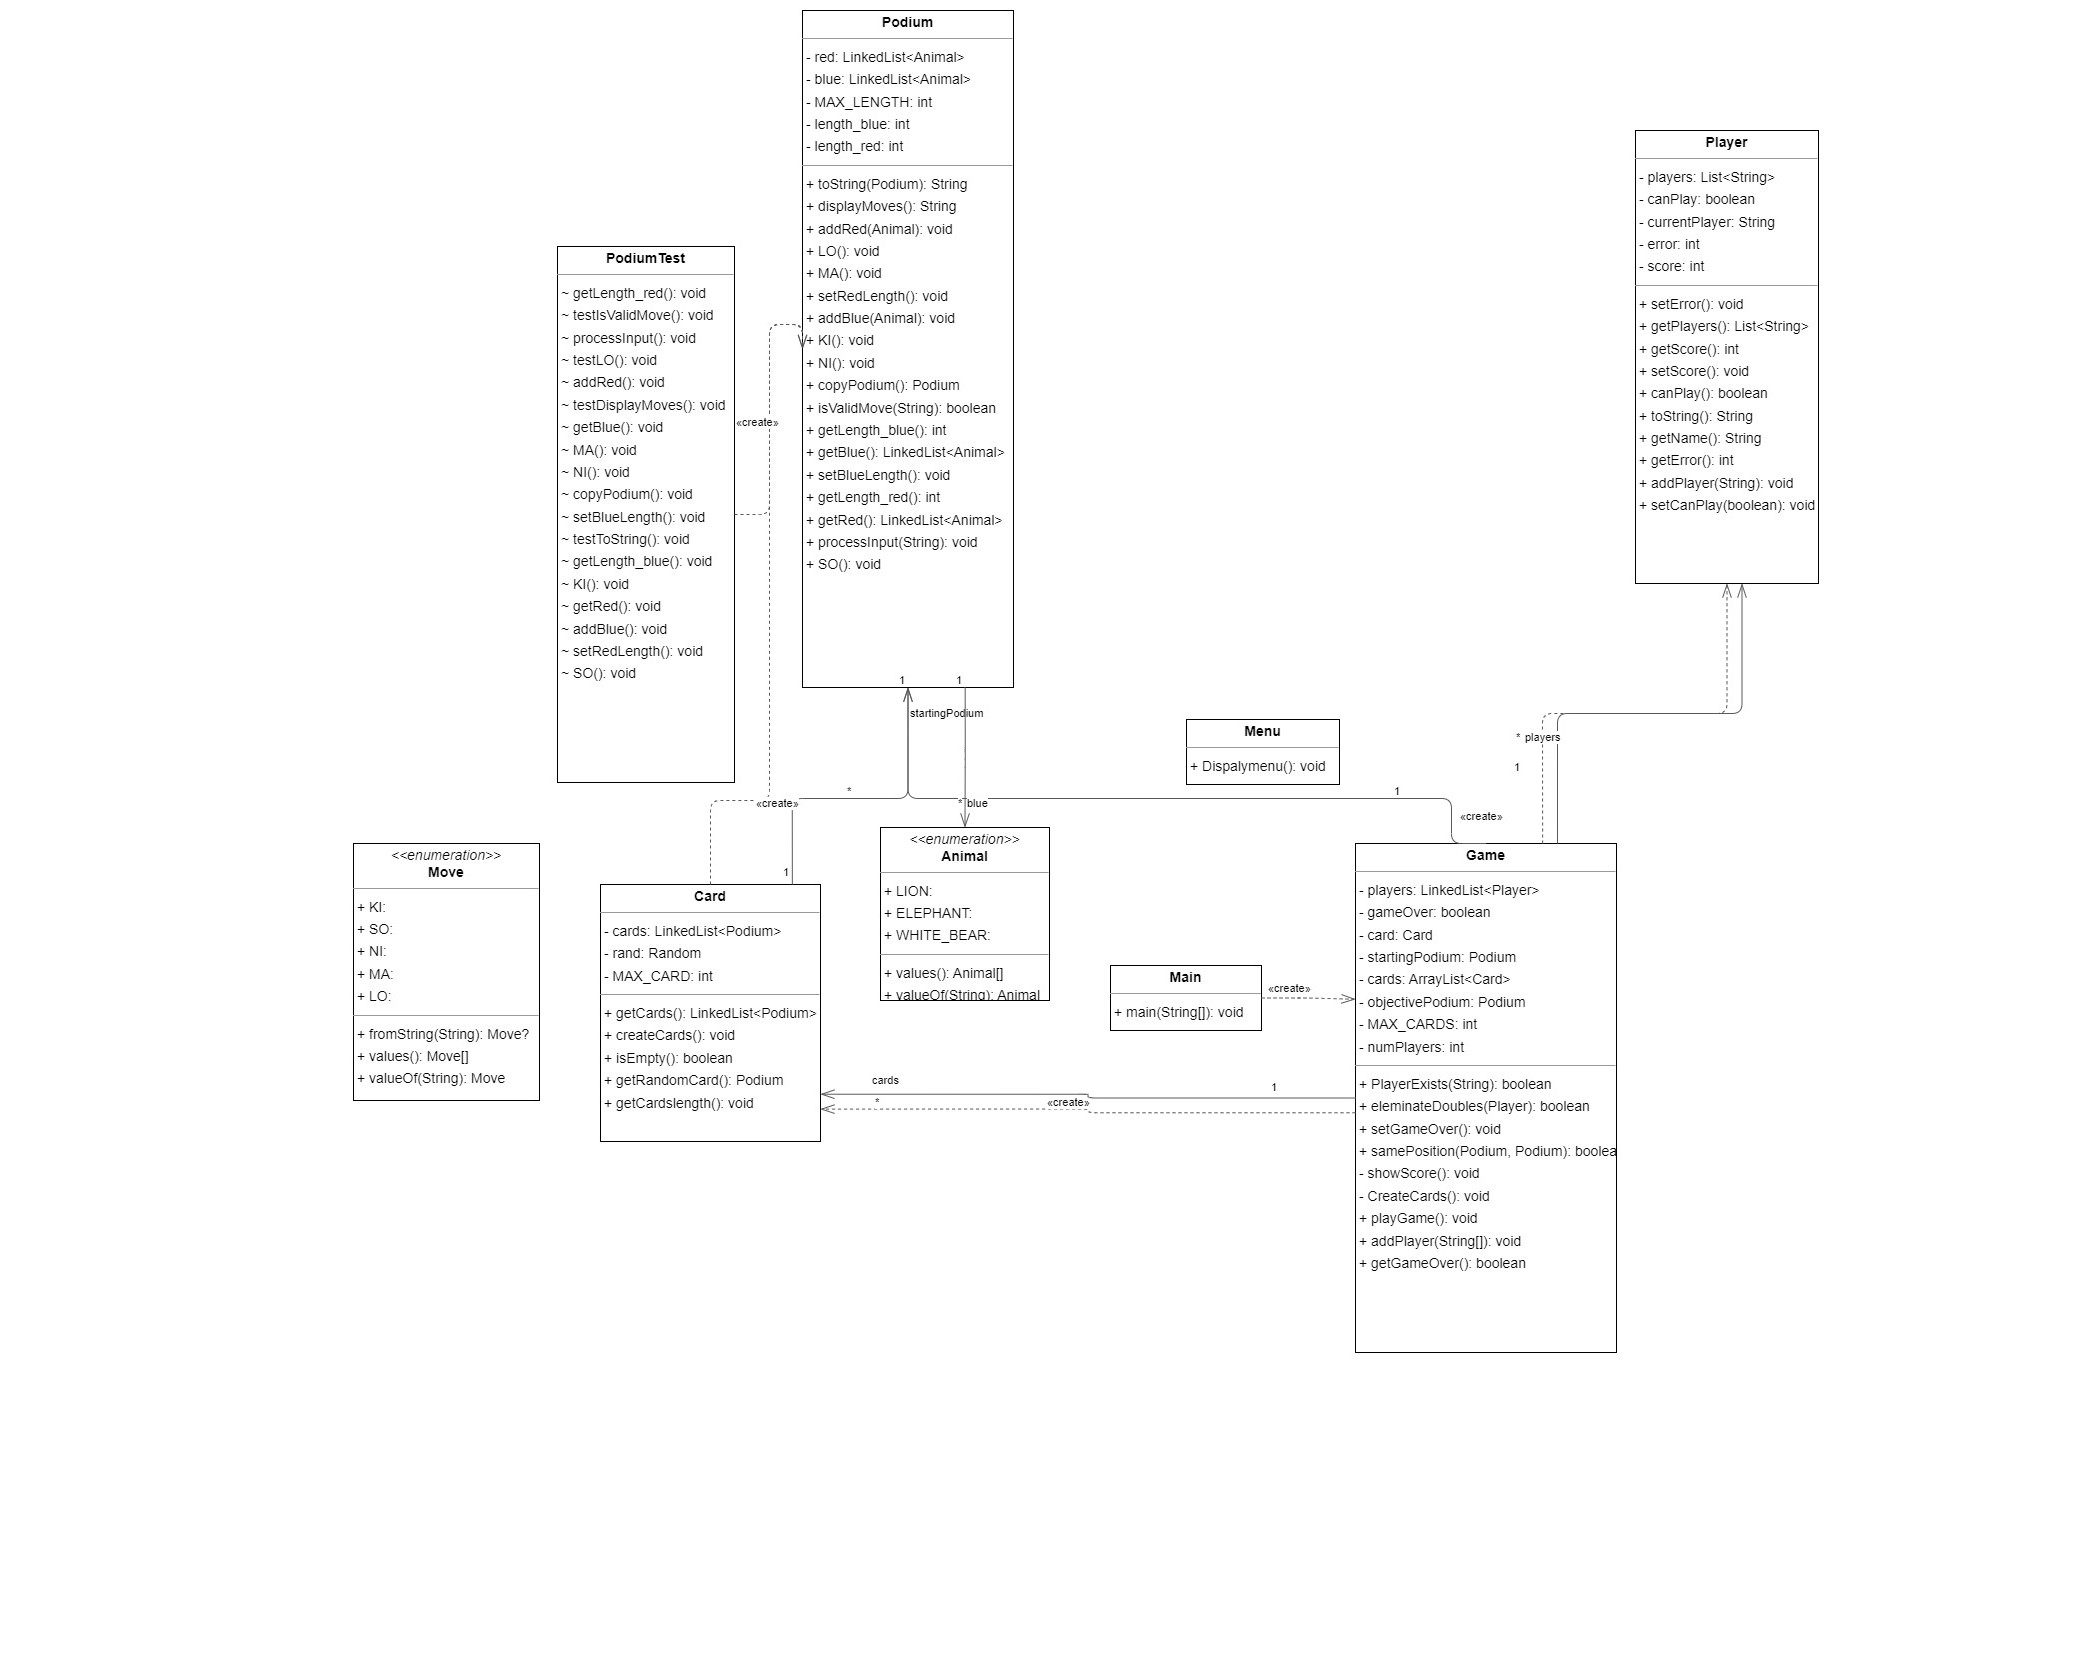 Podium
- red: LinkedList<Animal>
- blue: LinkedList<Animal>
- MAX_LENGTH: int
- length_blue: int
- length_red: int
+ toString(Podium): String
+ displayMoves(): String
+ addRed(Animal): void
+ LO(): void
+ MA(): void
+ setRedLength(): void
+ addBlue(Animal): void
+ KI(): void
+ NI(): void
+ copyPodium(): Podium
+ isValidMove(String): boolean
+ getLength_blue(): int
+ getBlue(): LinkedList<Animal>
+ setBlueLength(): void
+ getLength_red(): int
+ getRed(): LinkedList<Animal>
+ processInput(String): void
+ SO(): void
Player
- players: List<String>
- canPlay: boolean
- currentPlayer: String
- error: int
- score: int
+ setError(): void
+ getPlayers(): List<String>
+ getScore(): int
+ setScore(): void
+ canPlay(): boolean
+ toString(): String
+ getName(): String
+ getError(): int
+ addPlayer(String): void
+ setCanPlay(boolean): void
PodiumTest
~ getLength_red(): void
~ testIsValidMove(): void
~ processInput(): void
~ testLO(): void
~ addRed(): void
~ testDisplayMoves(): void
~ getBlue(): void
~ MA(): void
~ NI(): void
~ copyPodium(): void
~ setBlueLength(): void
~ testToString(): void
~ getLength_blue(): void
~ KI(): void
~ getRed(): void
~ addBlue(): void
~ setRedLength(): void
~ SO(): void
«create»
1
1
startingPodium
Menu
+ Dispalymenu(): void
* players
1
*
«create»
* blue
1
«create»
1
<<enumeration>>
Move
+ KI:
+ SO:
+ NI:
+ MA:
+ LO:
+ fromString(String): Move?
+ values(): Move[]
+ valueOf(String): Move
Card
- cards: LinkedList<Podium>
- rand: Random
- MAX_CARD: int
+ getCards(): LinkedList<Podium>
+ createCards(): void
+ isEmpty(): boolean
+ getRandomCard(): Podium
+ getCardslength(): void
<<enumeration>>
Animal
+ LION:
+ ELEPHANT:
+ WHITE_BEAR:
+ values(): Animal[]
+ valueOf(String): Animal
Main
+ main(String[]): void
«create»
cards
*
«create»
1
Game
- players: LinkedList<Player>
- gameOver: boolean
- card: Card
- startingPodium: Podium
- cards: ArrayList<Card>
- objectivePodium: Podium
- MAX_CARDS: int
- numPlayers: int
+ PlayerExists(String): boolean
+ eleminateDoubles(Player): boolean
+ setGameOver(): void
+ samePosition(Podium, Podium): boolea
- showScore(): void
- CreateCards(): void
+ playGame(): void
+ addPlayer(String[]): void
+ getGameOver(): boolean